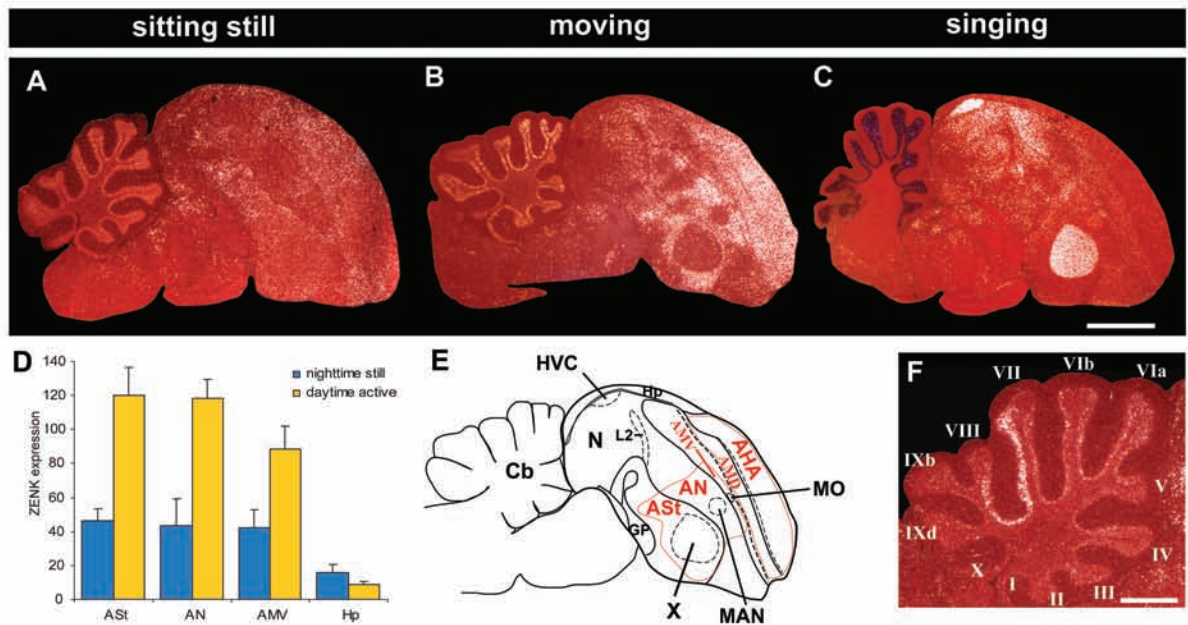 sitting still moving singing
A B C
D
ZENK expression
140
120
100
80
60
40
20
0
nighttime still
daytime active
ASt AN AMV Hp
E
HVC
Hp
N
L2
AMV
AHA
AMD
Cb
AN
MO
ASt
GP
X
MAN
F
VII VIb VIa
VIII
IXb
V
IXd
IV
X I II III